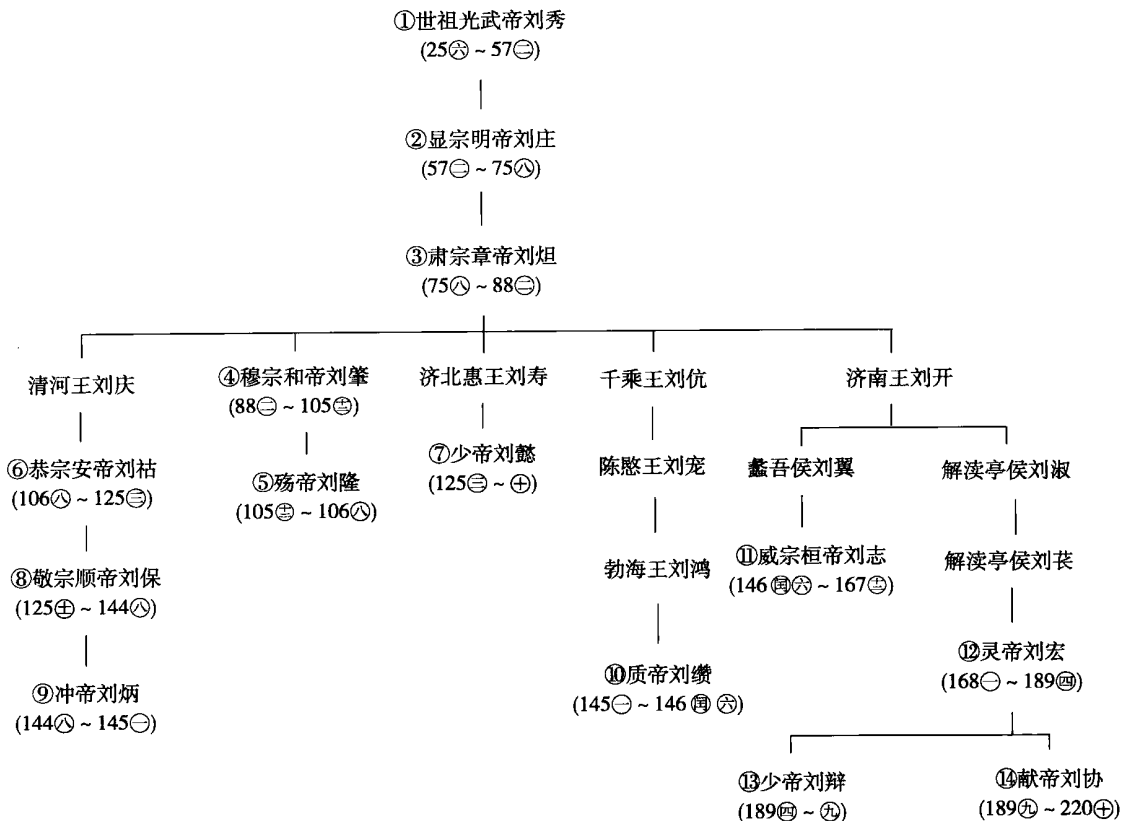 ①世祖光武帝刘秀
(25㊅ ~ 57㊁)
②显宗明帝刘庄
(57㊁ ~ 75㊇)
③肃宗章帝刘炟
(75㊇ ~ 88㊁)
清河王刘庆
④穆宗和帝刘肇
(88㊁ ~ 105㊉㊁)
济北惠王刘寿
千乘王刘伉
济南王刘开
⑥恭宗安帝刘祜
(106㊇ ~ 125㊂)
⑤殇帝刘隆
(105㊉㊁ ~ 106㊇)
⑦少帝刘懿
(125㊂ ~ ㊉)
陈愍王刘宠
蠡吾侯刘翼
解渎亭侯刘淑
⑧敬宗顺帝刘保
(125㊉㊀ ~ 144㊇)
勃海王刘鸿
⑪威宗桓帝刘志
(146闰㊅ ~ 167㊉㊁)
解渎亭侯刘苌
⑨冲帝刘炳
(144㊇ ~ 145㊀)
⑩质帝刘缵
(145㊀ ~ 146闰㊅)
⑫灵帝刘宏
(168㊀ ~ 189㊃)
⑬少帝刘辩
(189㊃ ~ ㊈)
⑭献帝刘协
(189㊈ ~ 220㊉)